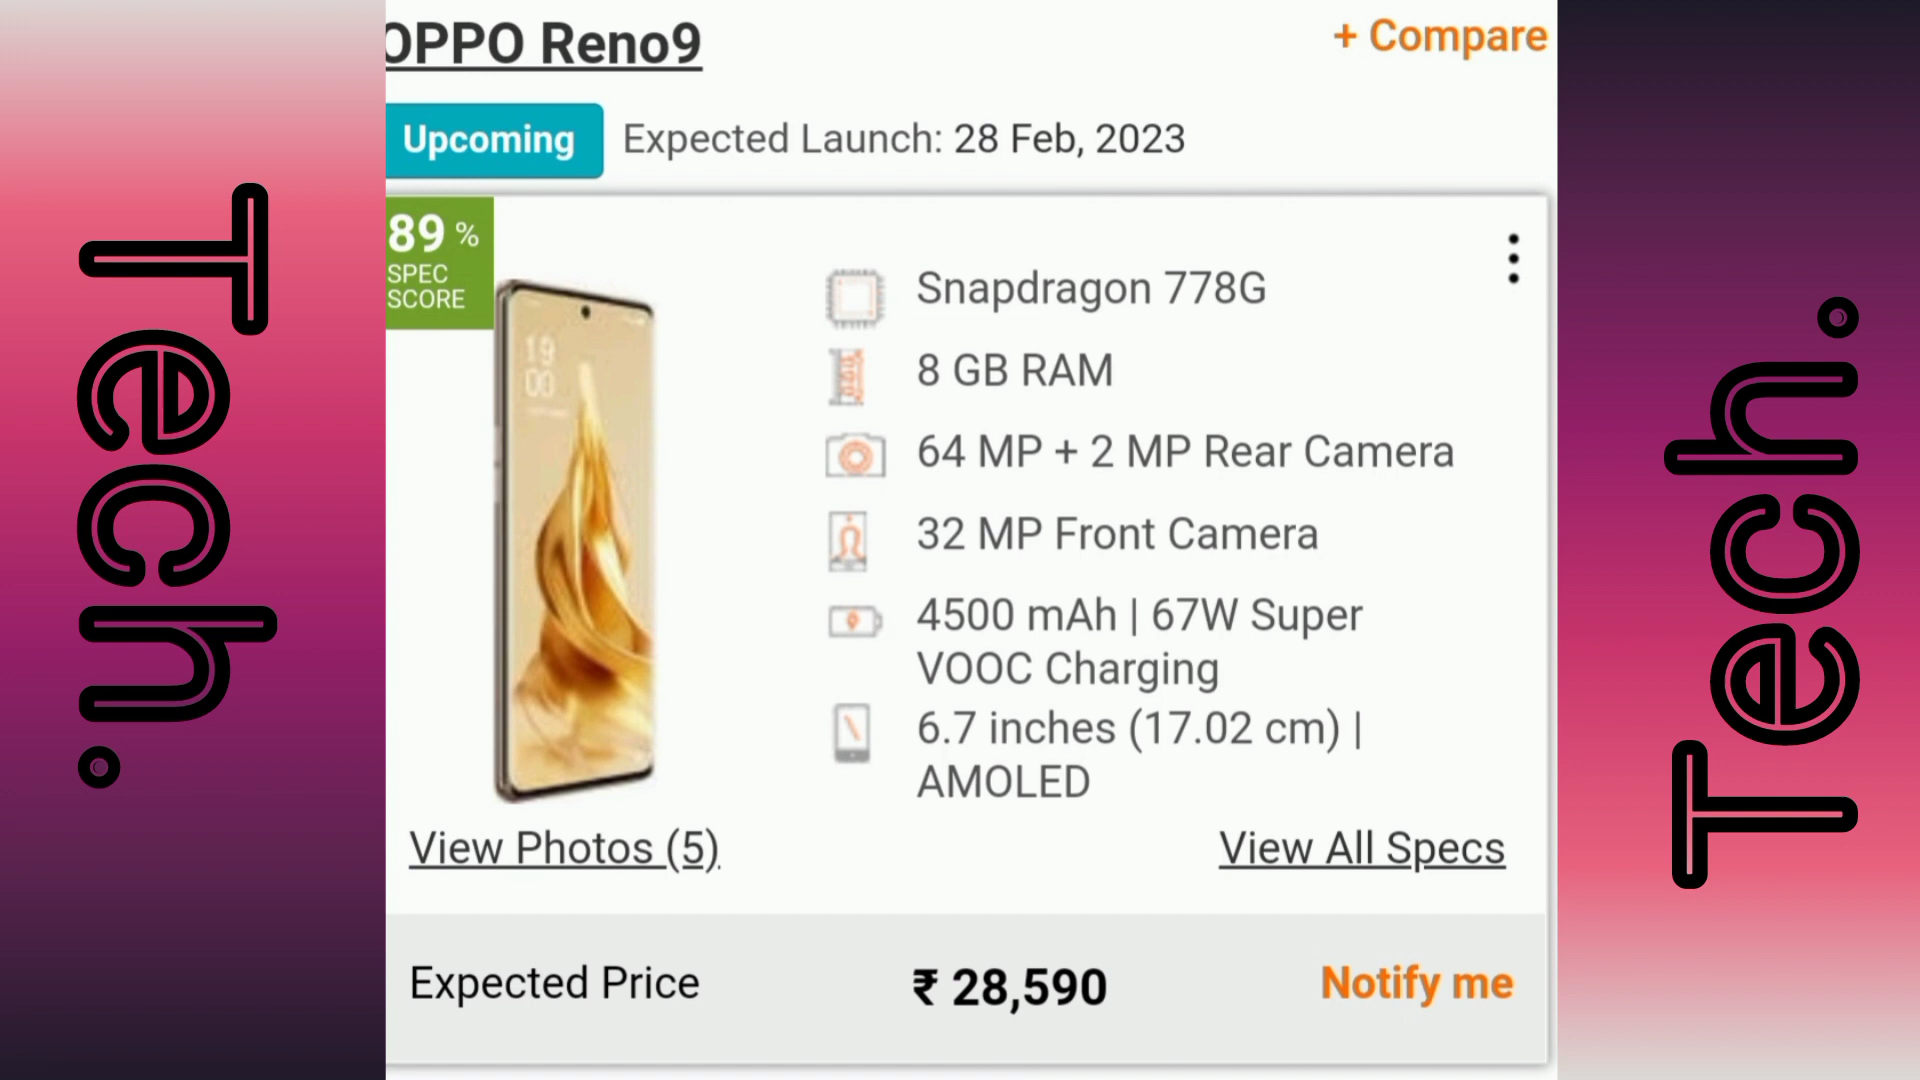 Tech.
OPPO Reno9
+ Compare
Upcoming
Expected Launch: 28 Feb, 2023
89 %
SPEC
SCORE
19
00
Snapdragon 778G
8 GB RAM
64 MP + 2 MP Rear Camera
32 MP Front Camera
4500 mAh | 67W Super
VOOC Charging
6.7 inches (17.02 cm) |
AMOLED
View Photos (5)
View All Specs
Expected Price
₹ 28,590
Notify me
Tech.